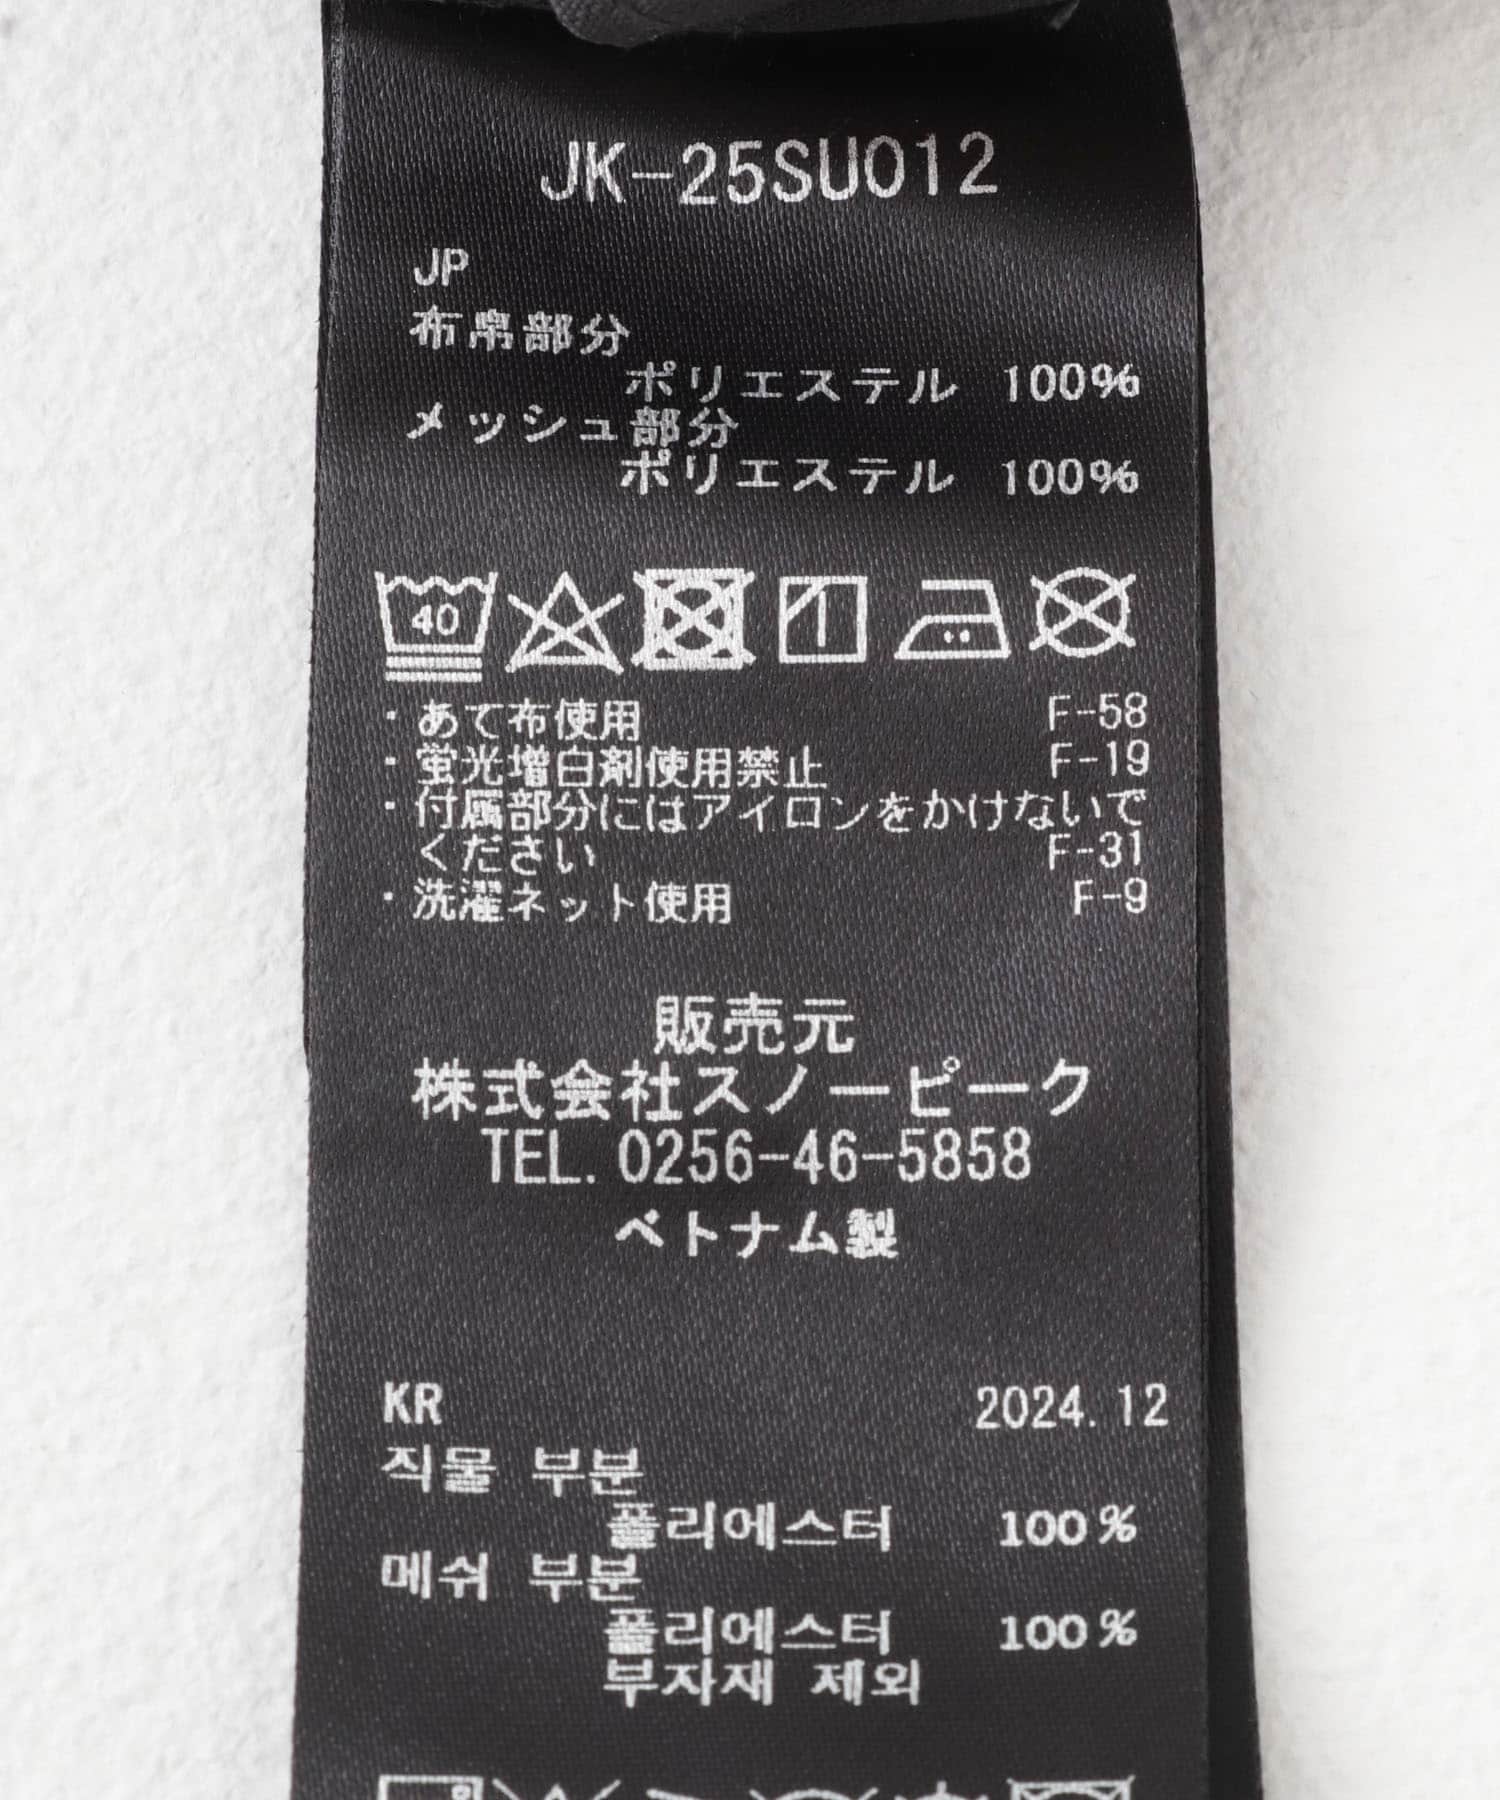 JK-25SU012
JP
布帛部分
ポリエステル 100%
メッシュ部分
ポリエステル 100%
40
・あて布使用 F-58
・蛍光増白剤使用禁止 F-19
・付属部分にはアイロンをかけないで
ください F-31
・洗濯ネット使用 F-9
販売元
株式会社スノーピーク
TEL. 0256-46-5858
ベトナム製
KR 2024.12
직물 부분
폴리에스터 100%
메쉬 부분
폴리에스터 100%
부자재 제외